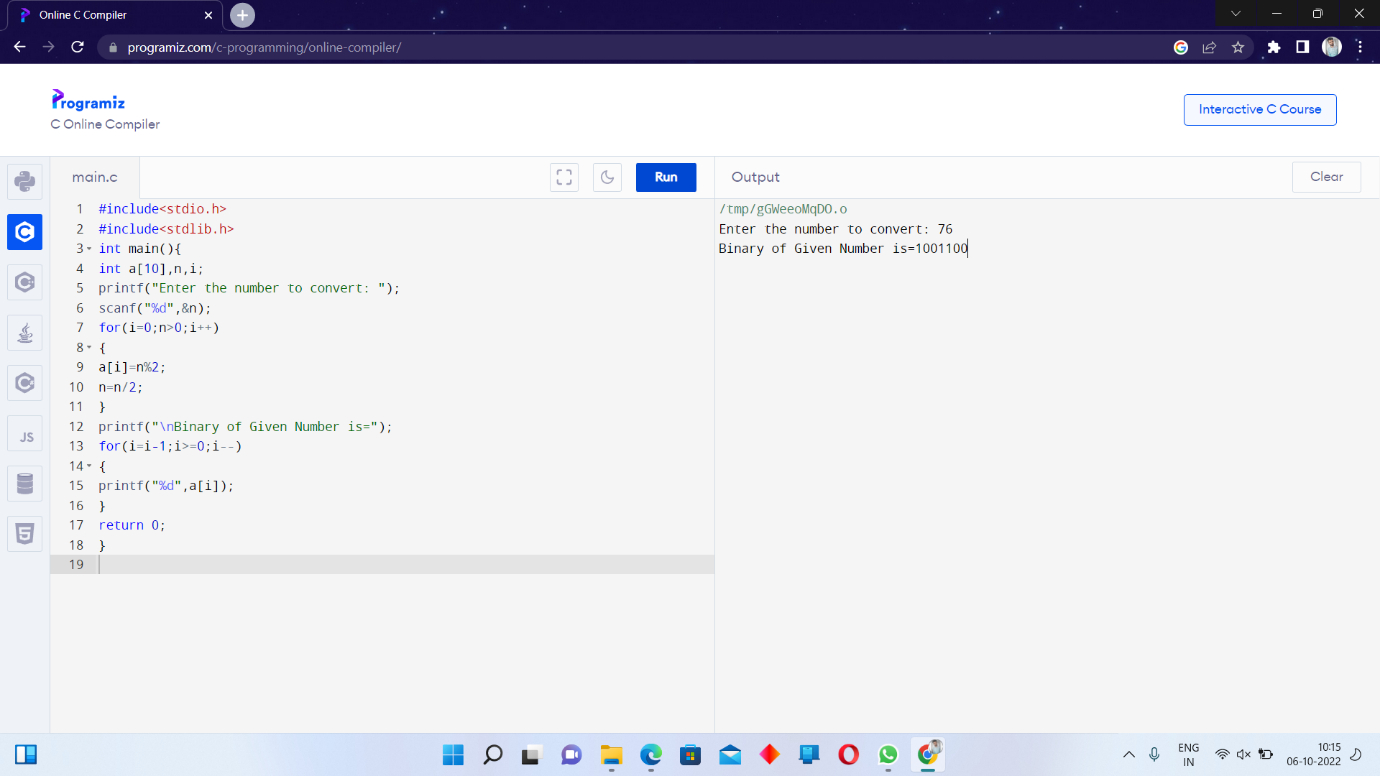 Online C Compiler
programiz.com/c-programming/online-compiler/
Programiz
C Online Compiler
Interactive C Course
main.c
Run
Output
Clear
1 #include<stdio.h>
2 #include<stdlib.h>
3 int main(){
4 int a[10],n,i;
5 printf("Enter the number to convert: ");
6 scanf("%d",&n);
7 for(i=0;n>0;i++)
8 {
9 a[i]=n%2;
10 n=n/2;
11 }
12 printf("\nBinary of Given Number is=");
13 for(i=i-1;i>=0;i--)
14 {
15 printf("%d",a[i]);
16 }
17 return 0;
18 }
19
/tmp/gGWeeoMqDO.o
Enter the number to convert: 76
Binary of Given Number is=1001100
JS
ENG
IN
10:15
06-10-2022